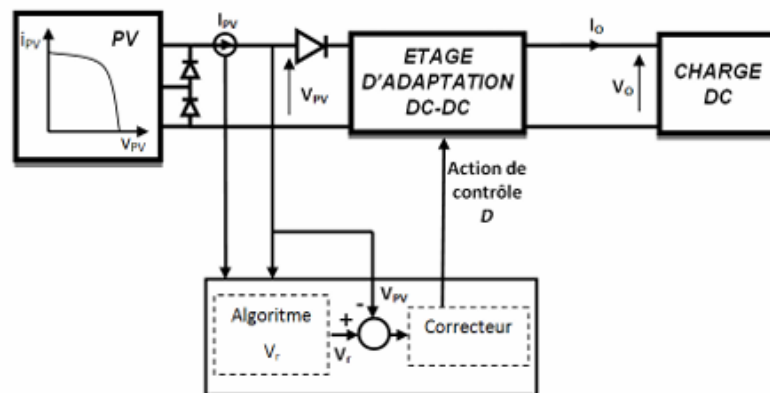 PV
iPV
VPV
IPV
VPV
ETAGE
D'ADAPTATION
DC-DC
IO
VO
CHARGE
DC
Action de
contrôle
D
Algoritme
Vr
+
Vr
-
VPV
Correcteur